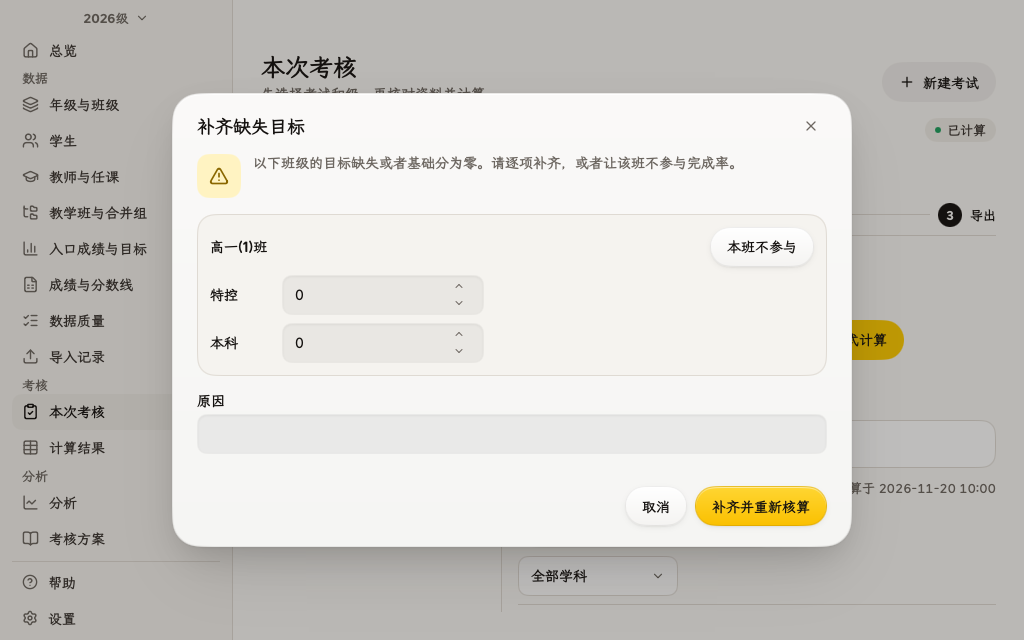 2026级
总览
数据
年级与班级
学生
教师与任课
教学班与合并组
入口成绩与目标
成绩与分数线
数据质量
导入记录
考核
本次考核
计算结果
分析
分析
考核方案
帮助
设置
本次考核
新建考试
已计算
3 导出
补齐缺失目标
以下班级的目标缺失或者基础分为零。请逐项补齐，或者让该班不参与完成率。
高一(1)班
本班不参与
特控 0
本科 0
原因
取消
补齐并重新核算
式计算
算于 2026-11-20 10:00
全部学科